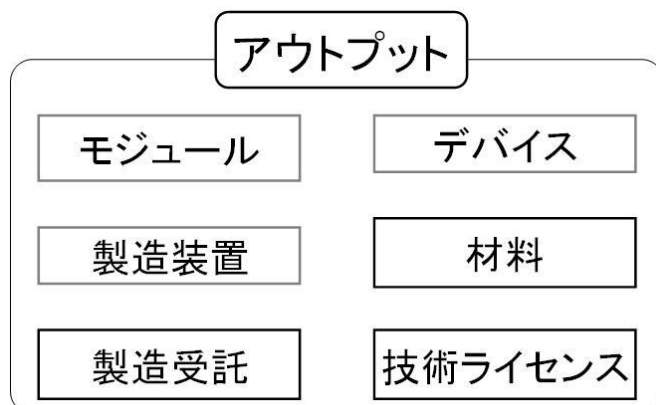 アウトプット
モジュール
デバイス
製造装置
材料
製造受託
技術ライセンス